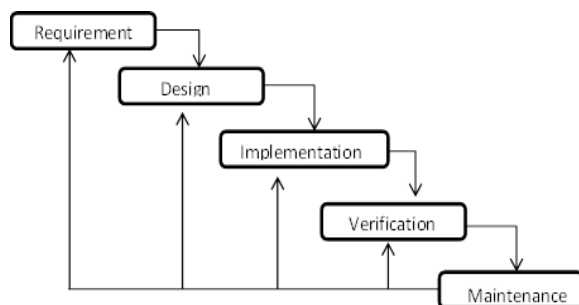 Requirement
Design
Implementation
Verification
Maintenance